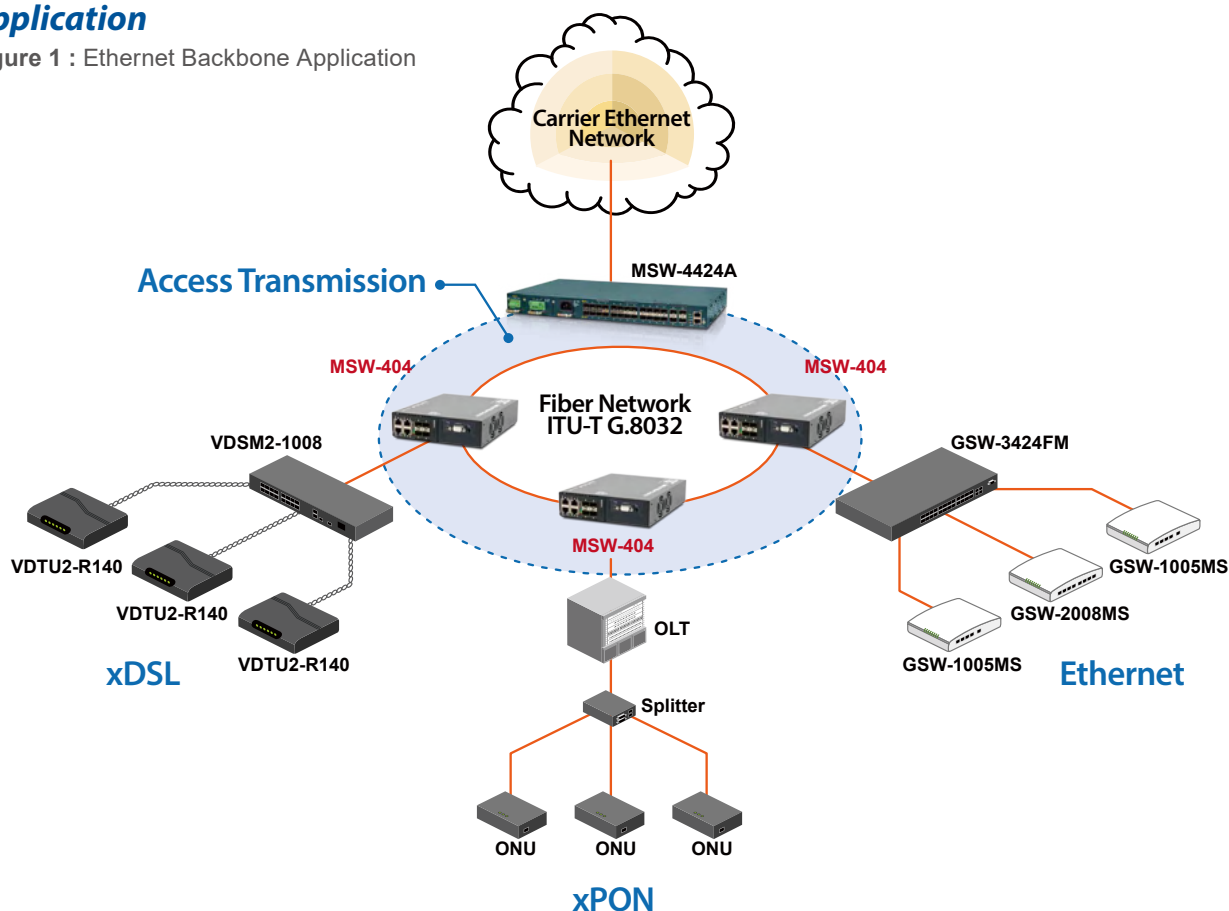 pplication
gure 1 : Ethernet Backbone Application
Carrier Ethernet
Network
MSW-4424A
Access Transmission
MSW-404
MSW-404
Fiber Network
ITU-T G.8032
VDSM2-1008
GSW-3424FM
MSW-404
VDTU2-R140
GSW-1005MS
VDTU2-R140
GSW-2008MS
OLT
VDTU2-R140
GSW-1005MS
xDSL
Ethernet
Splitter
ONU
ONU
ONU
xPON